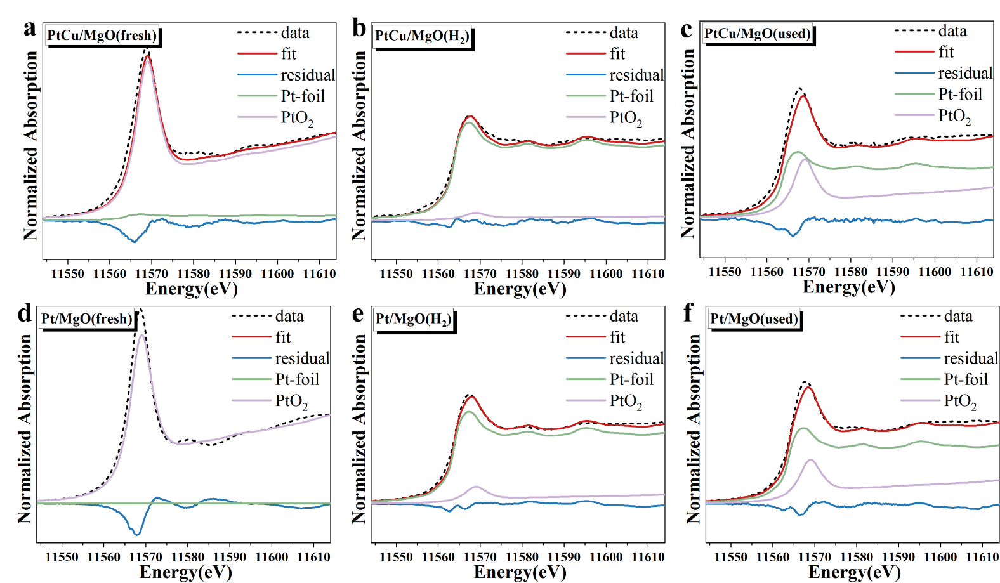 a
PtCu/MgO(fresh)
data
fit
residual
Pt-foil
PtO2
Normalized Absorption
11550 11560 11570 11580 11590 11600 11610
Energy(eV)
b
PtCu/MgO(H2)
data
fit
residual
Pt-foil
PtO2
Normalized Absorption
11550 11560 11570 11580 11590 11600 11610
Energy(eV)
c
PtCu/MgO(used)
data
fit
residual
Pt-foil
PtO2
Normalized Absorption
11550 11560 11570 11580 11590 11600 11610
Energy(eV)
d
Pt/MgO(fresh)
data
fit
residual
Pt-foil
PtO2
Normalized Absorption
11550 11560 11570 11580 11590 11600 11610
Energy(eV)
e
Pt/MgO(H2)
data
fit
residual
Pt-foil
PtO2
Normalized Absorption
11550 11560 11570 11580 11590 11600 11610
Energy(eV)
f
Pt/MgO(used)
data
fit
residual
Pt-foil
PtO2
Normalized Absorption
11550 11560 11570 11580 11590 11600 11610
Energy(eV)